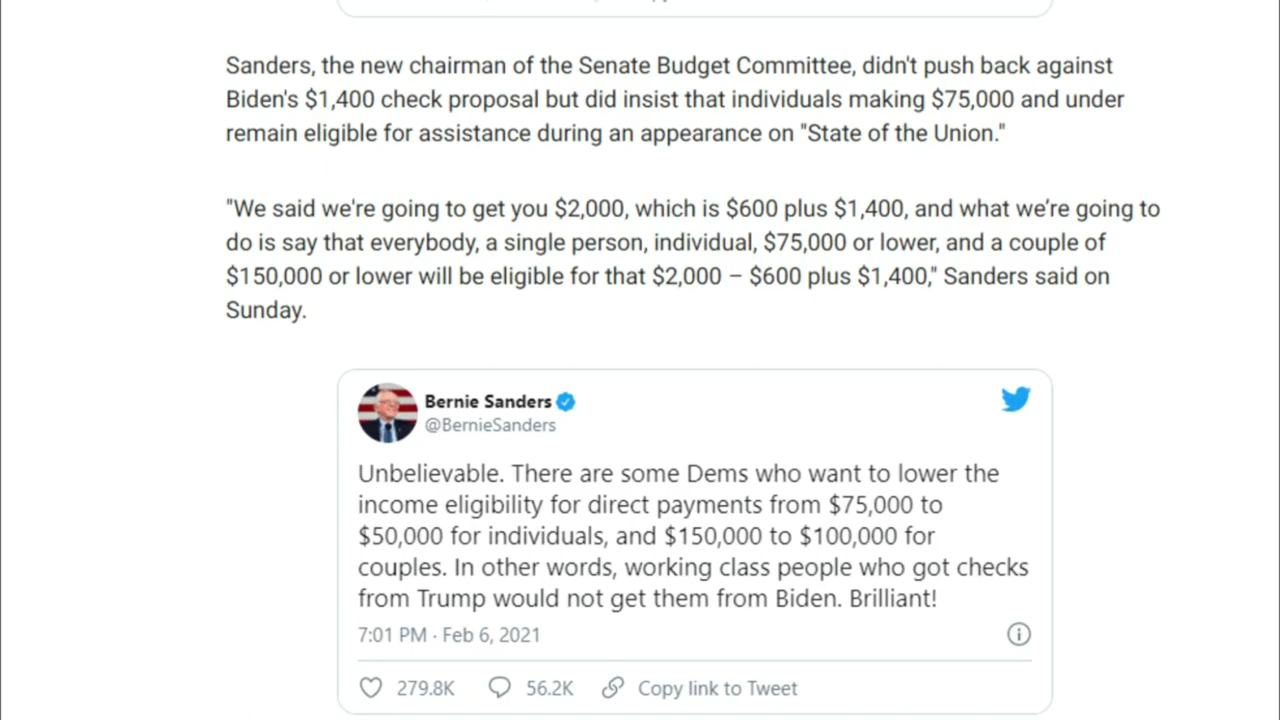 Sanders, the new chairman of the Senate Budget Committee, didn't push back against
Biden's $1,400 check proposal but did insist that individuals making $75,000 and under
remain eligible for assistance during an appearance on "State of the Union."
"We said we're going to get you $2,000, which is $600 plus $1,400, and what we’re going to
do is say that everybody, a single person, individual, $75,000 or lower, and a couple of
$150,000 or lower will be eligible for that $2,000 – $600 plus $1,400," Sanders said on
Sunday.
Bernie Sanders
@BernieSanders
Unbelievable. There are some Dems who want to lower the
income eligibility for direct payments from $75,000 to
$50,000 for individuals, and $150,000 to $100,000 for
couples. In other words, working class people who got checks
from Trump would not get them from Biden. Brilliant!
7:01 PM · Feb 6, 2021
279.8K 56.2K Copy link to Tweet